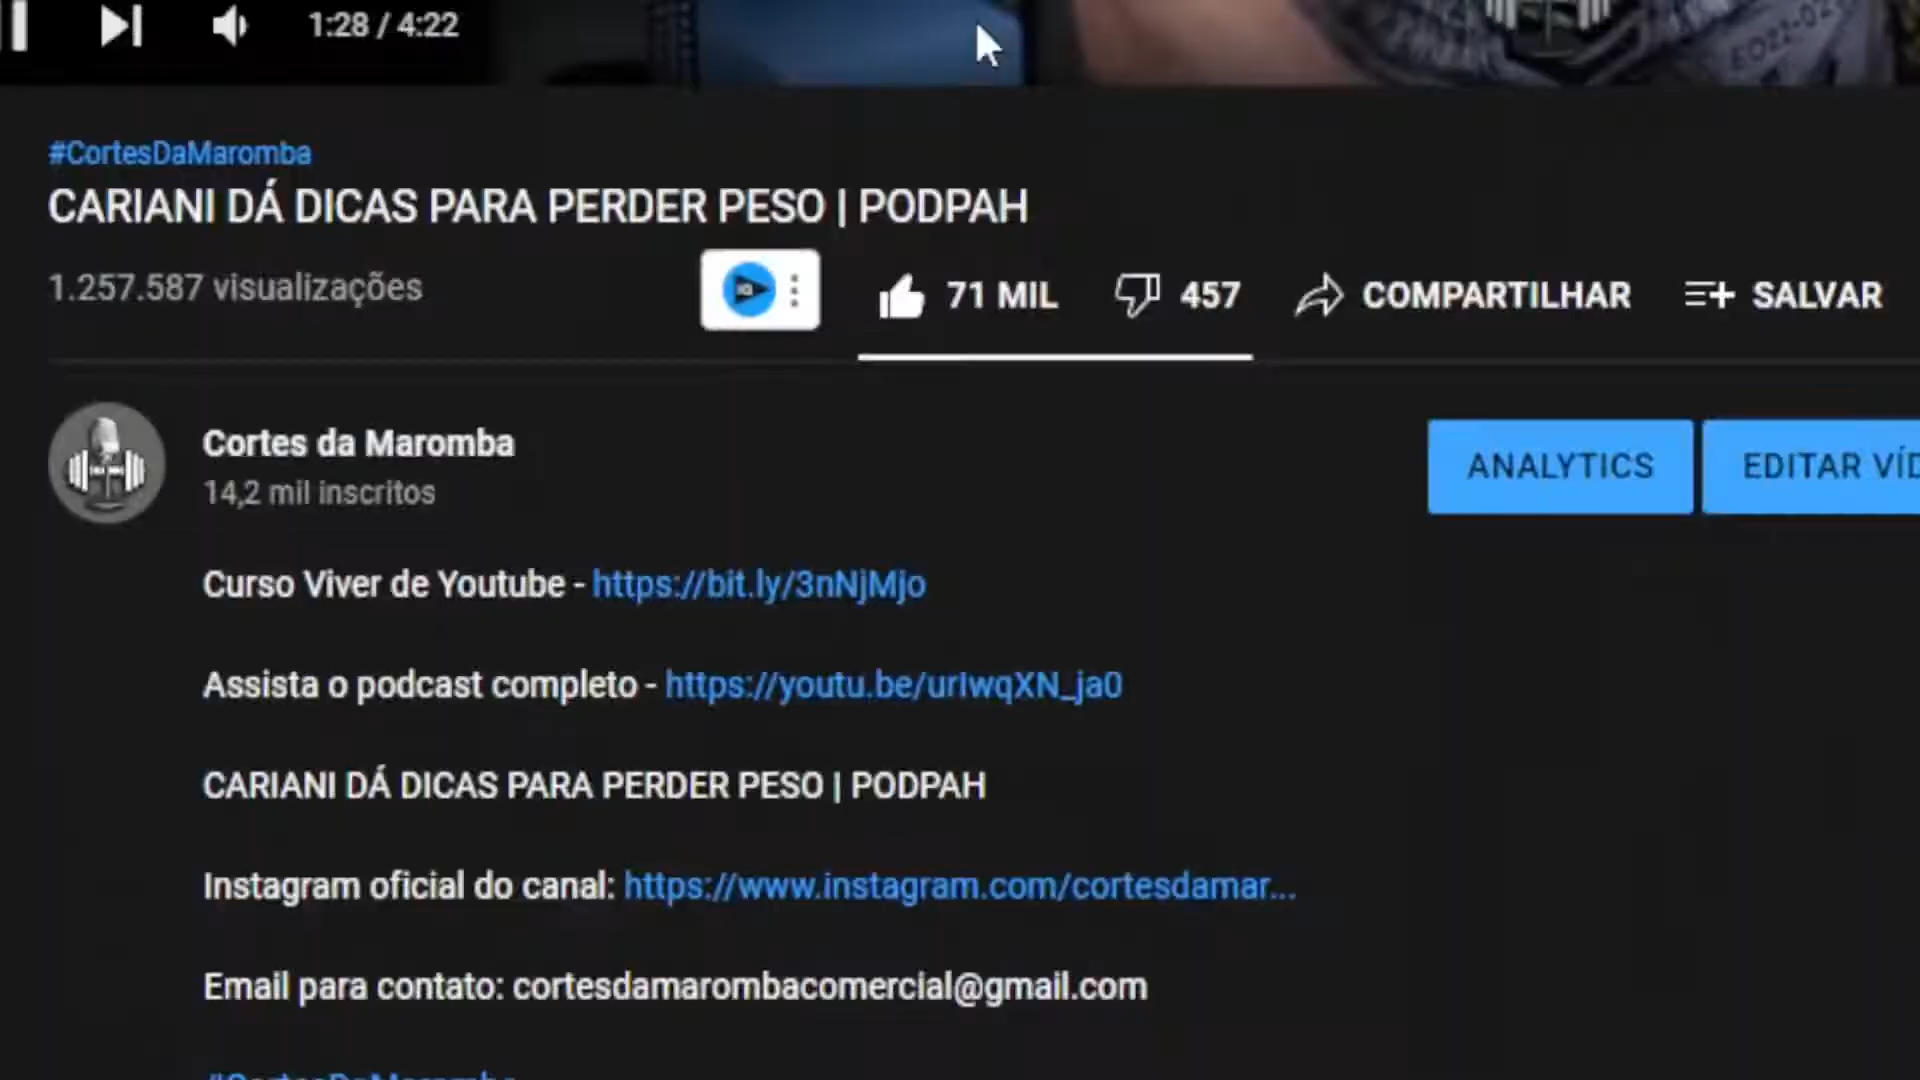 1:28 / 4:22
EO22-02
#CortesDaMaromba
CARIANI DÁ DICAS PARA PERDER PESO | PODPAH
1.257.587 visualizações
71 MIL
457
COMPARTILHAR
SALVAR
Cortes da Maromba
14,2 mil inscritos
ANALYTICS
EDITAR VÍD
Curso Viver de Youtube - https://bit.ly/3nNjMjo
Assista o podcast completo - https://youtu.be/urIwqXN_ja0
CARIANI DÁ DICAS PARA PERDER PESO | PODPAH
Instagram oficial do canal: https://www.instagram.com/cortesdamar...
Email para contato: cortesdamarombacomercial@gmail.com
#CortesDaMaromba